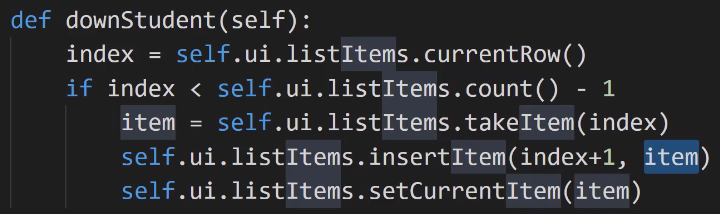 def downStudent(self):
index = self.ui.listItems.currentRow()
if index < self.ui.listItems.count() - 1
item = self.ui.listItems.takeItem(index)
self.ui.listItems.insertItem(index+1, item)
self.ui.listItems.setCurrentItem(item)